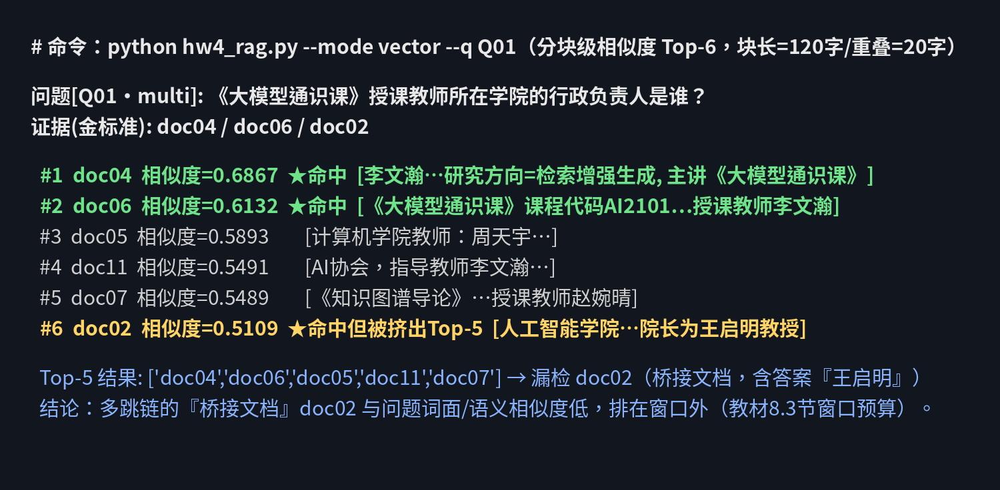 # 命令：python hw4_rag.py --mode vector --q Q01（分块级相似度 Top-6，块长=120字/重叠=20字）
问题[Q01·multi]: 《大模型通识课》授课教师所在学院的行政负责人是谁？
证据(金标准): doc04 / doc06 / doc02
#1 doc04 相似度=0.6867 ★命中 [李文瀚…研究方向=检索增强生成, 主讲《大模型通识课》]
#2 doc06 相似度=0.6132 ★命中 [《大模型通识课》课程代码AI2101…授课教师李文瀚]
#3 doc05 相似度=0.5893 [计算机学院教师：周天宇…]
#4 doc11 相似度=0.5491 [AI协会，指导教师李文瀚…]
#5 doc07 相似度=0.5489 [《知识图谱导论》…授课教师赵婉晴]
#6 doc02 相似度=0.5109 ★命中但被挤出Top-5 [人工智能学院…院长为王启明教授]
Top-5 结果: ['doc04','doc06','doc05','doc11','doc07'] → 漏检 doc02（桥接文档，含答案『王启明』）
结论：多跳链的『桥接文档』doc02 与问题词面/语义相似度低，排在窗口外（教材8.3节窗口预算）。